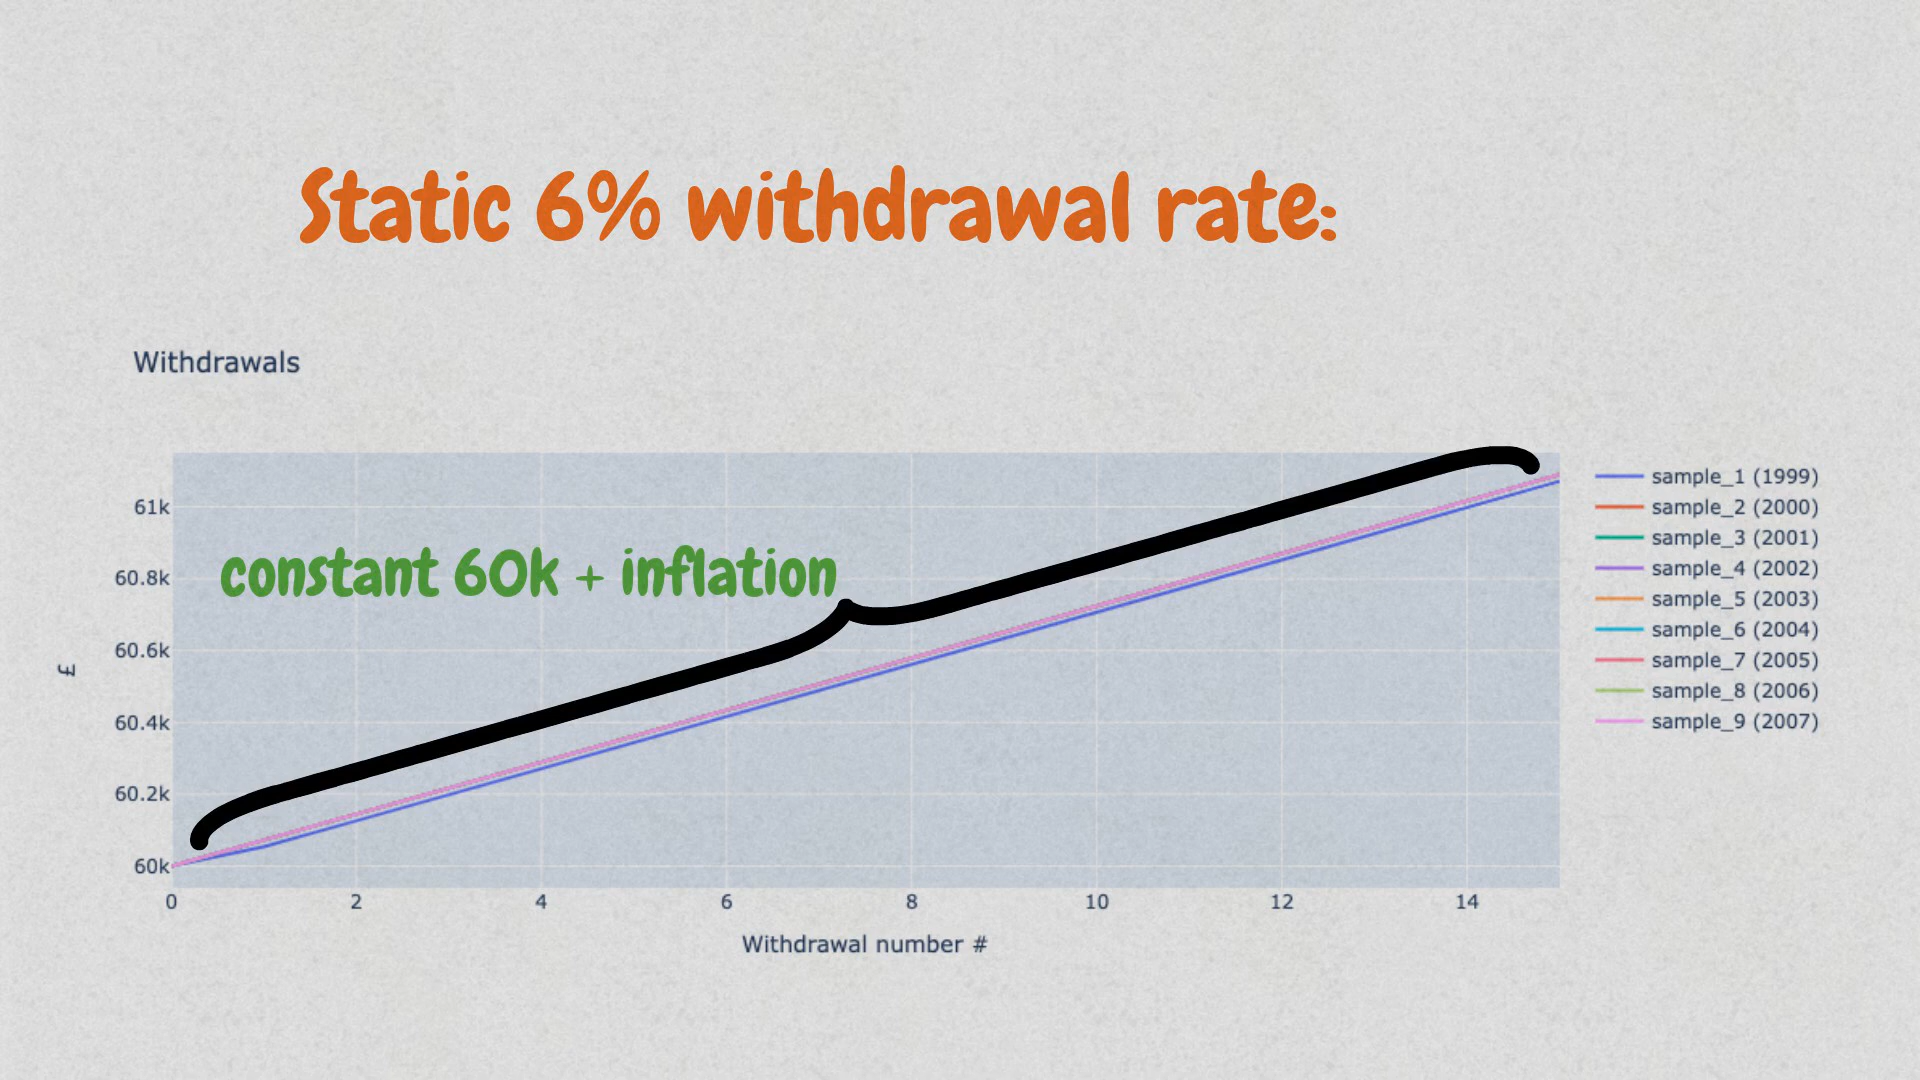 Static 6% withdrawal rate:
Withdrawals
constant 60k + inflation
61k
60.8k
60.6k
60.4k
60.2k
60k
£
0 2 4 6 8 10 12 14
Withdrawal number #
sample_1 (1999)
sample_2 (2000)
sample_3 (2001)
sample_4 (2002)
sample_5 (2003)
sample_6 (2004)
sample_7 (2005)
sample_8 (2006)
sample_9 (2007)